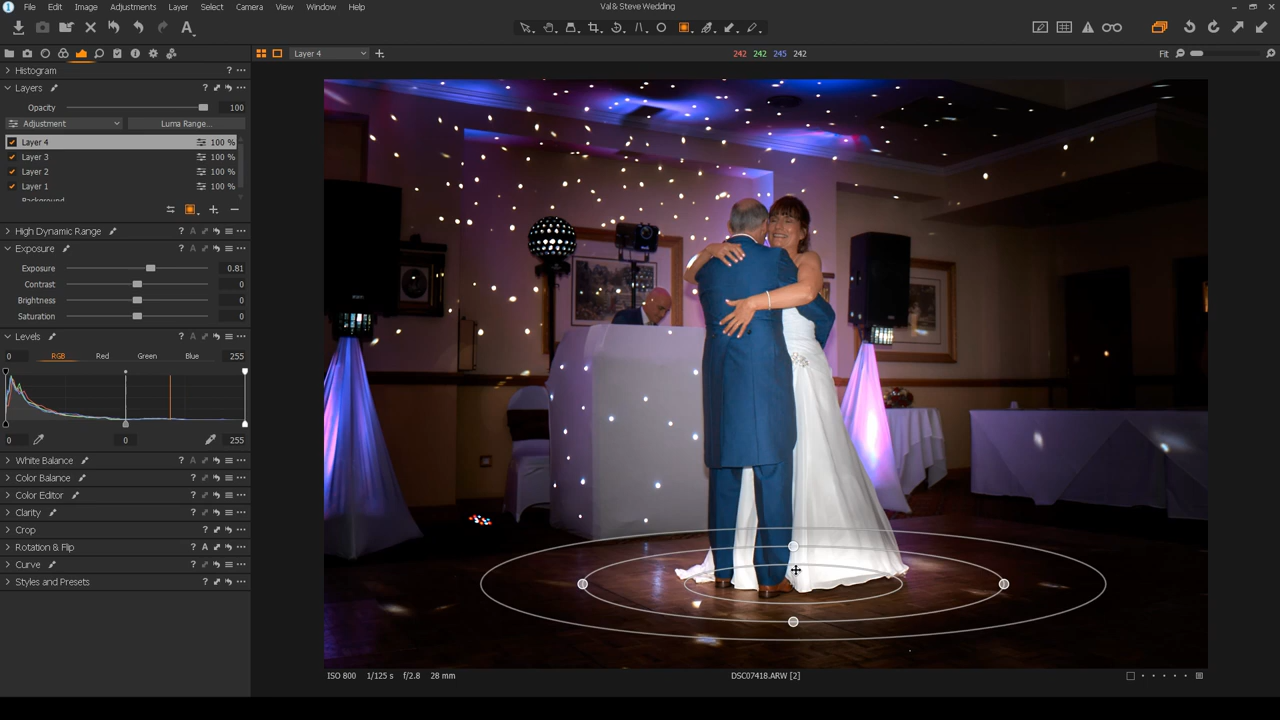 Val & Steve Wedding
File Edit Image Adjustments Layer Select Camera View Window Help
Layer 4
242 242 245 242
Fit
Histogram
Layers
Opacity 100
Adjustment Luma Range...
Layer 4 100 %
Layer 3 100 %
Layer 2 100 %
Layer 1 100 %
Background
High Dynamic Range
Exposure
Exposure 0.81
Contrast 0
Brightness 0
Saturation 0
Levels
0 RGB Red Green Blue 255
0 0 255
White Balance
Color Balance
Color Editor
Clarity
Crop
Rotation & Flip
Curve
Styles and Presets
ISO 800 1/125 s f/2.8 28 mm DSC07418.ARW [2]